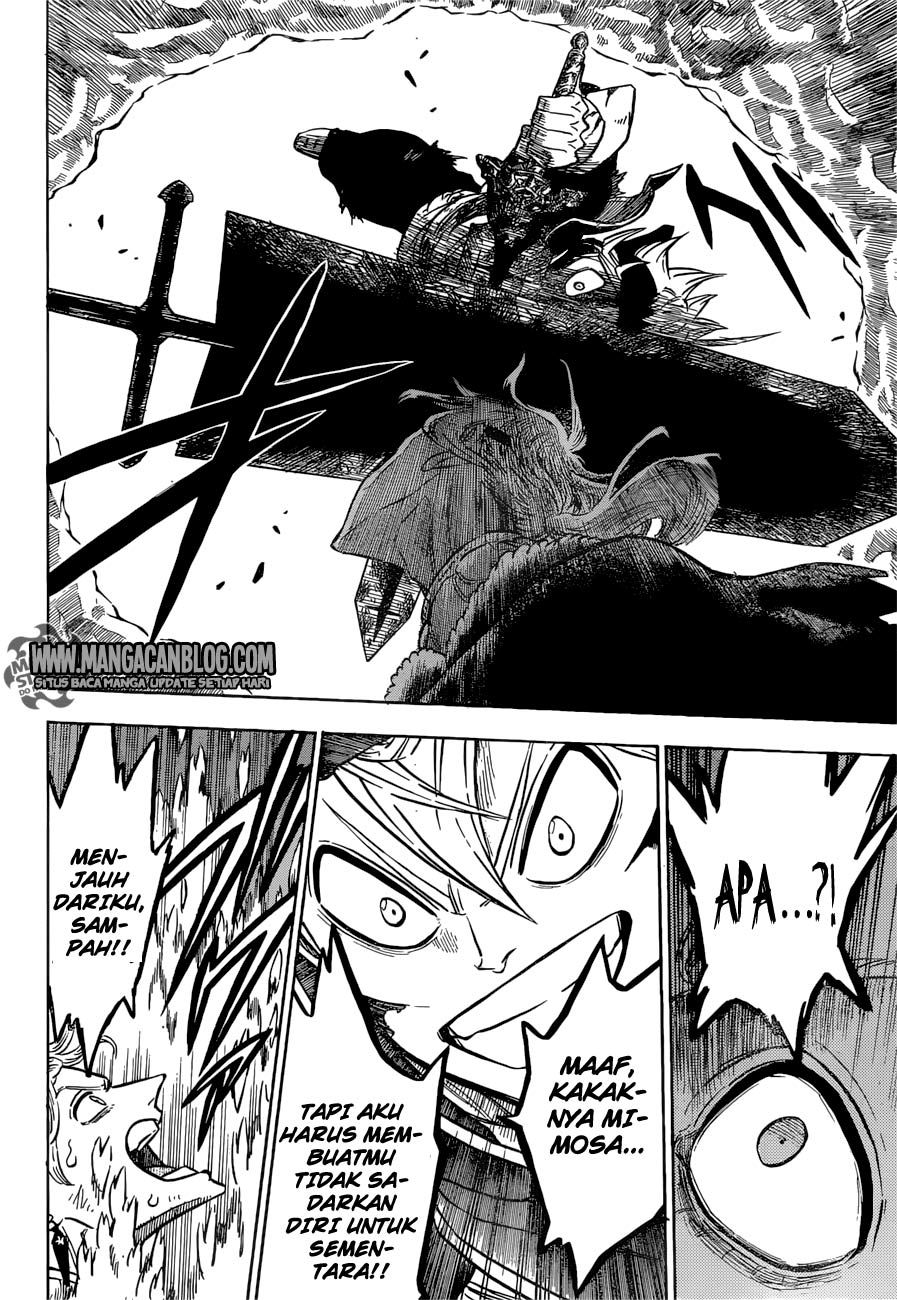 WWW.MANGACANBLOG.COM
SITUS BACA MANGA UPDATE SETIAP HARI
APA...?!
MAAF,
KAKAK-
NYA MI-
MOSA...
TAPI AKU
HARUS MEM-
BUATMU
TIDAK SA-
DARKAN
DIRI UNTUK
SEMEN-
TARA!!
MEN-
JAUH
DARIKU,
SAM-
PAH!!